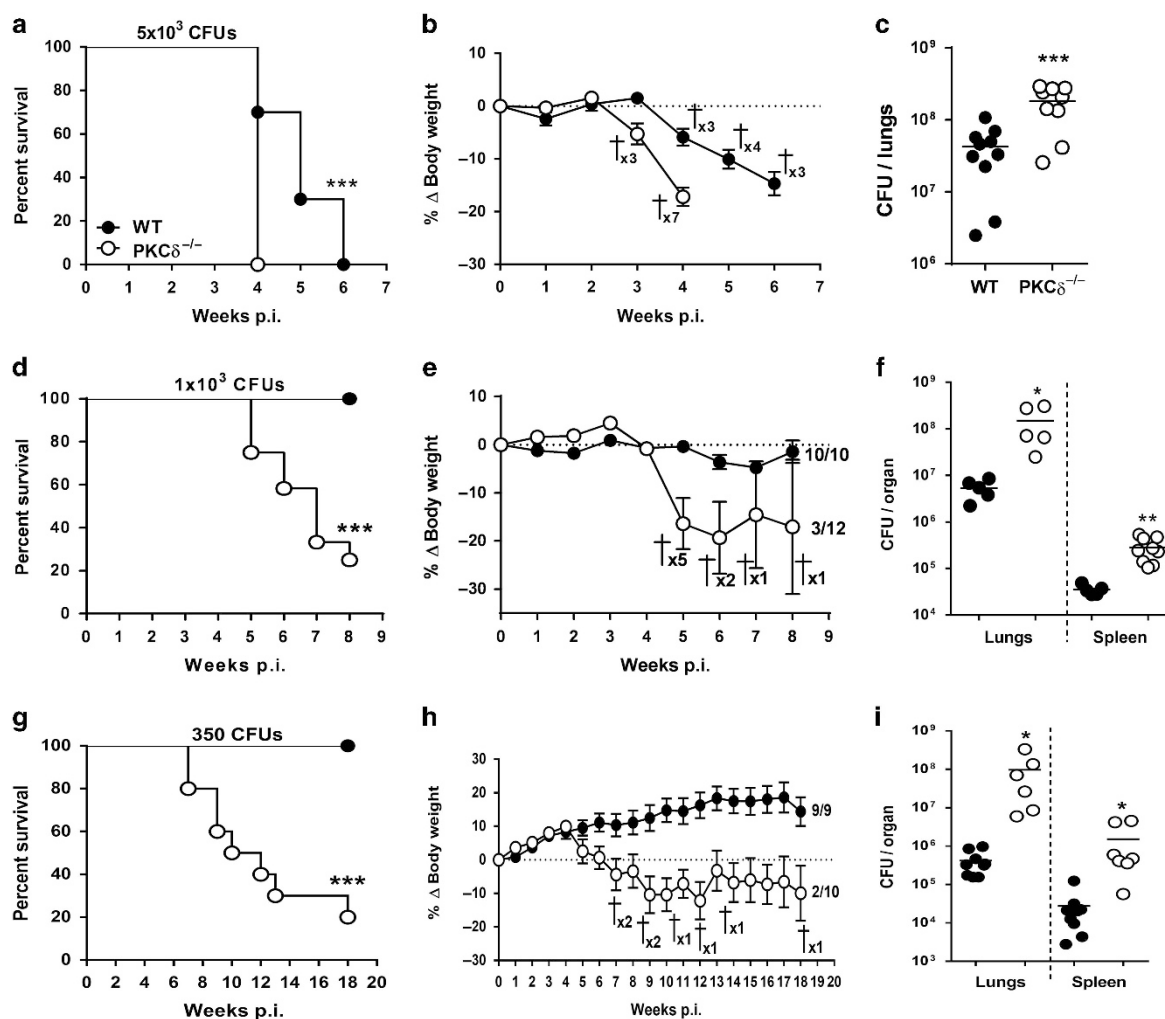 a
5x10³ CFUs
Percent survival
100
80
60
40
20
0
***
WT
PKCδ⁻/⁻
0 1 2 3 4 5 6 7
Weeks p.i.
b
% Δ Body weight
10
0
–10
–20
–30
†x3
†x7
†x3
†x4
†x3
0 1 2 3 4 5 6 7
Weeks p.i.
c
CFU / lungs
10⁹
10⁸
10⁷
10⁶
***
WT PKCδ⁻/⁻
d
1x10³ CFUs
Percent survival
100
80
60
40
20
0
***
0 1 2 3 4 5 6 7 8 9
Weeks p.i.
e
% Δ Body weight
20
10
0
–10
–20
–30
10/10
3/12
†x5
†x2
†x1
†x1
0 1 2 3 4 5 6 7 8 9
Weeks p.i.
f
CFU / organ
10⁹
10⁸
10⁷
10⁶
10⁵
10⁴
*
**
Lungs Spleen
g
350 CFUs
Percent survival
100
80
60
40
20
0
***
0 2 4 6 8 10 12 14 16 18 20
Weeks p.i.
h
% Δ Body weight
30
20
10
0
–10
–20
–30
9/9
2/10
†x2
†x2
†x1
†x1
†x1
†x1
0 1 2 3 4 5 6 7 8 9 10 11 12 13 14 15 16 17 18 19 20
Weeks p.i.
i
CFU / organ
10⁹
10⁸
10⁷
10⁶
10⁵
10⁴
10³
*
*
Lungs Spleen